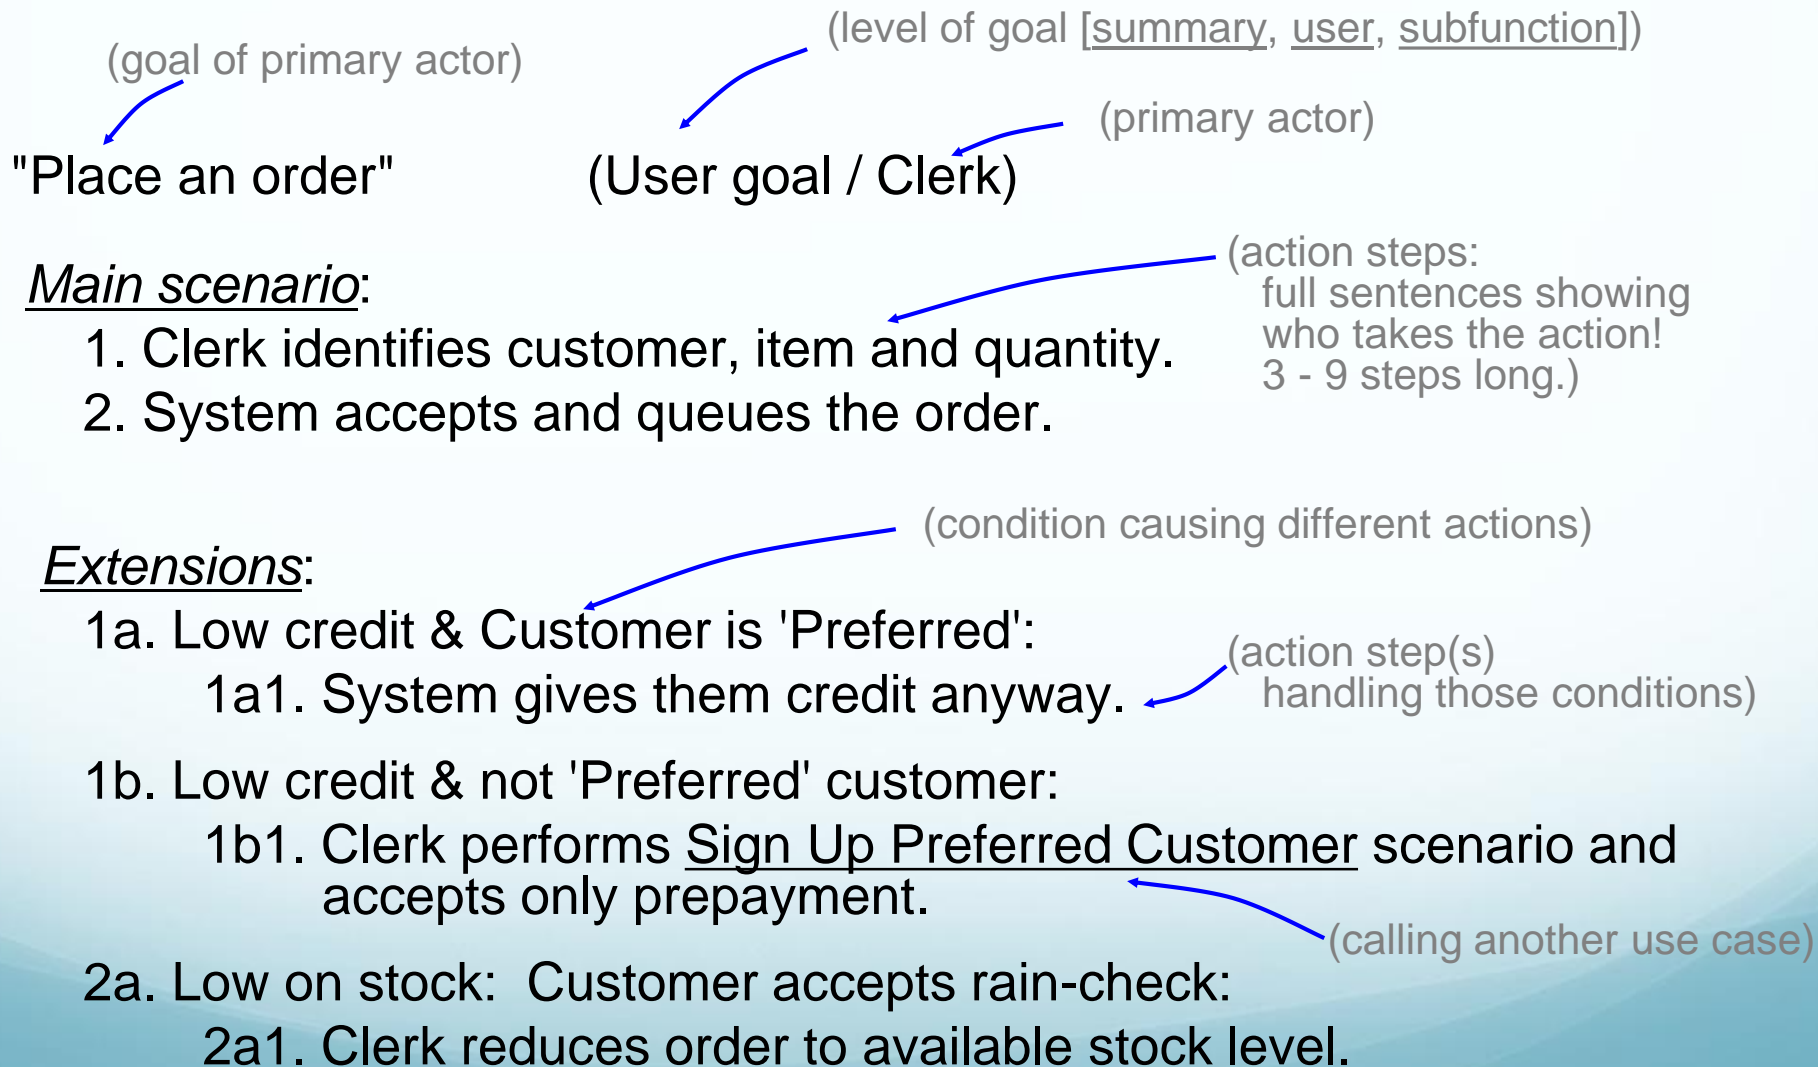 (level of goal [summary, user, subfunction])
(goal of primary actor)
(primary actor)
"Place an order" (User goal / Clerk)
(action steps:
full sentences showing
who takes the action!
3 - 9 steps long.)
Main scenario:
1. Clerk identifies customer, item and quantity.
2. System accepts and queues the order.
(condition causing different actions)
Extensions:
1a. Low credit & Customer is 'Preferred':
1a1. System gives them credit anyway.
(action step(s)
handling those conditions)
1b. Low credit & not 'Preferred' customer:
1b1. Clerk performs Sign Up Preferred Customer scenario and
accepts only prepayment.
(calling another use case)
2a. Low on stock: Customer accepts rain-check:
2a1. Clerk reduces order to available stock level.